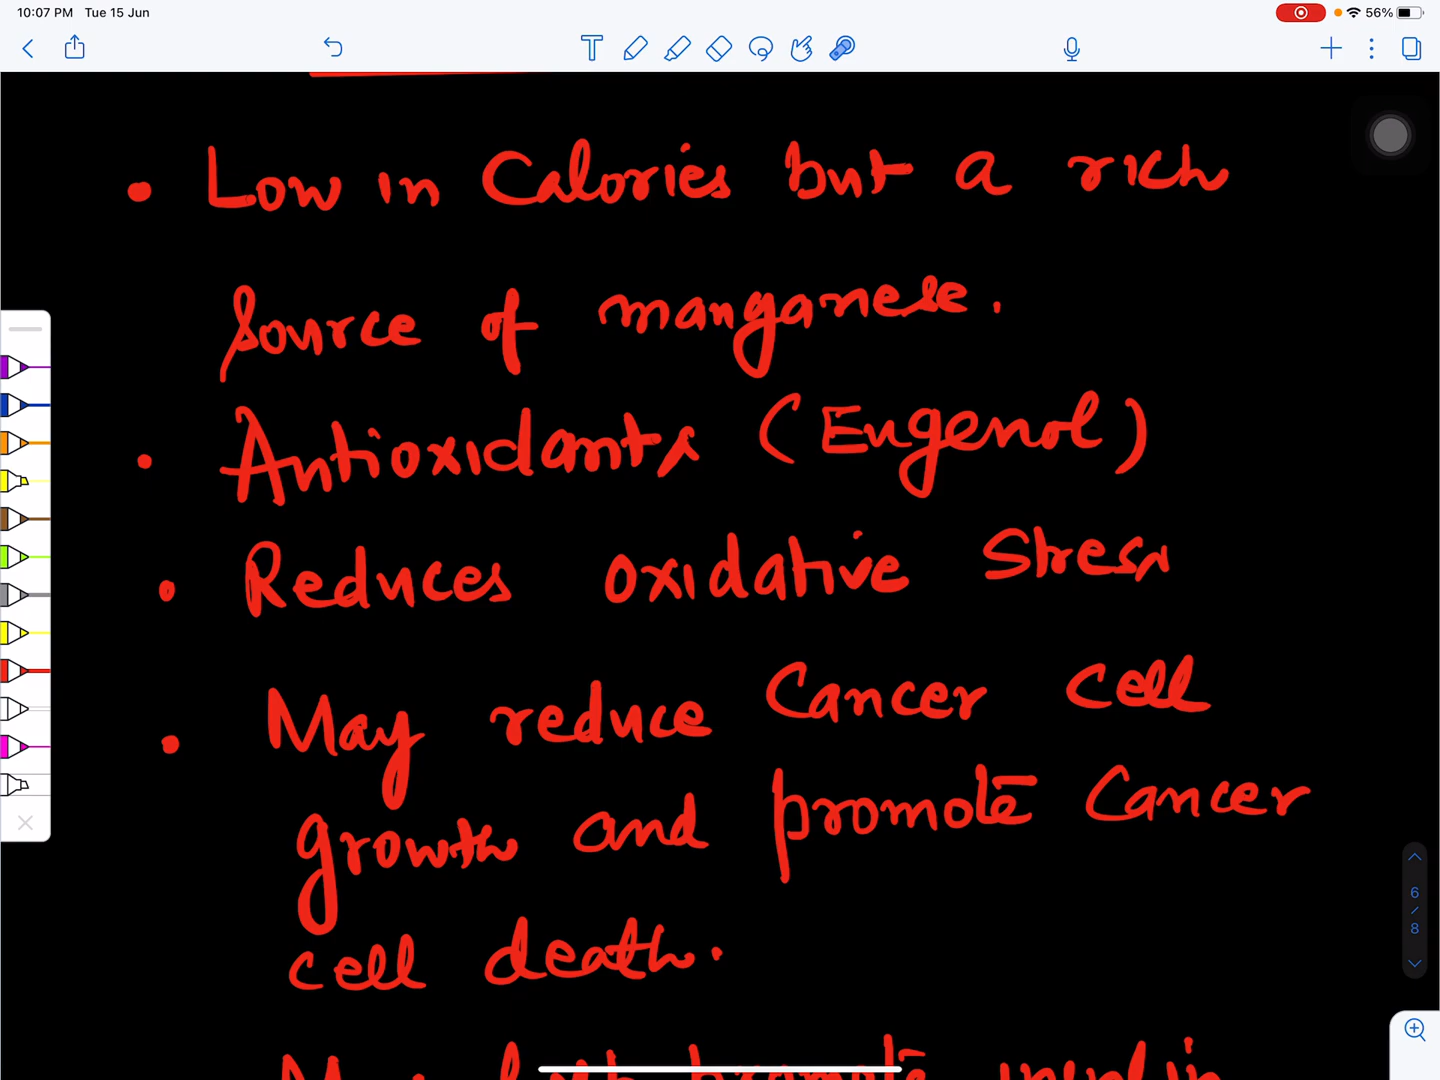 10:07 PM Tue 15 Jun 56%
• Low in Calories but a rich
source of manganese.
• Antioxidants (Eugenol)
• Reduces oxidative stress
• May reduce Cancer cell
growth and promote Cancer
cell death.
promote
6
/
8